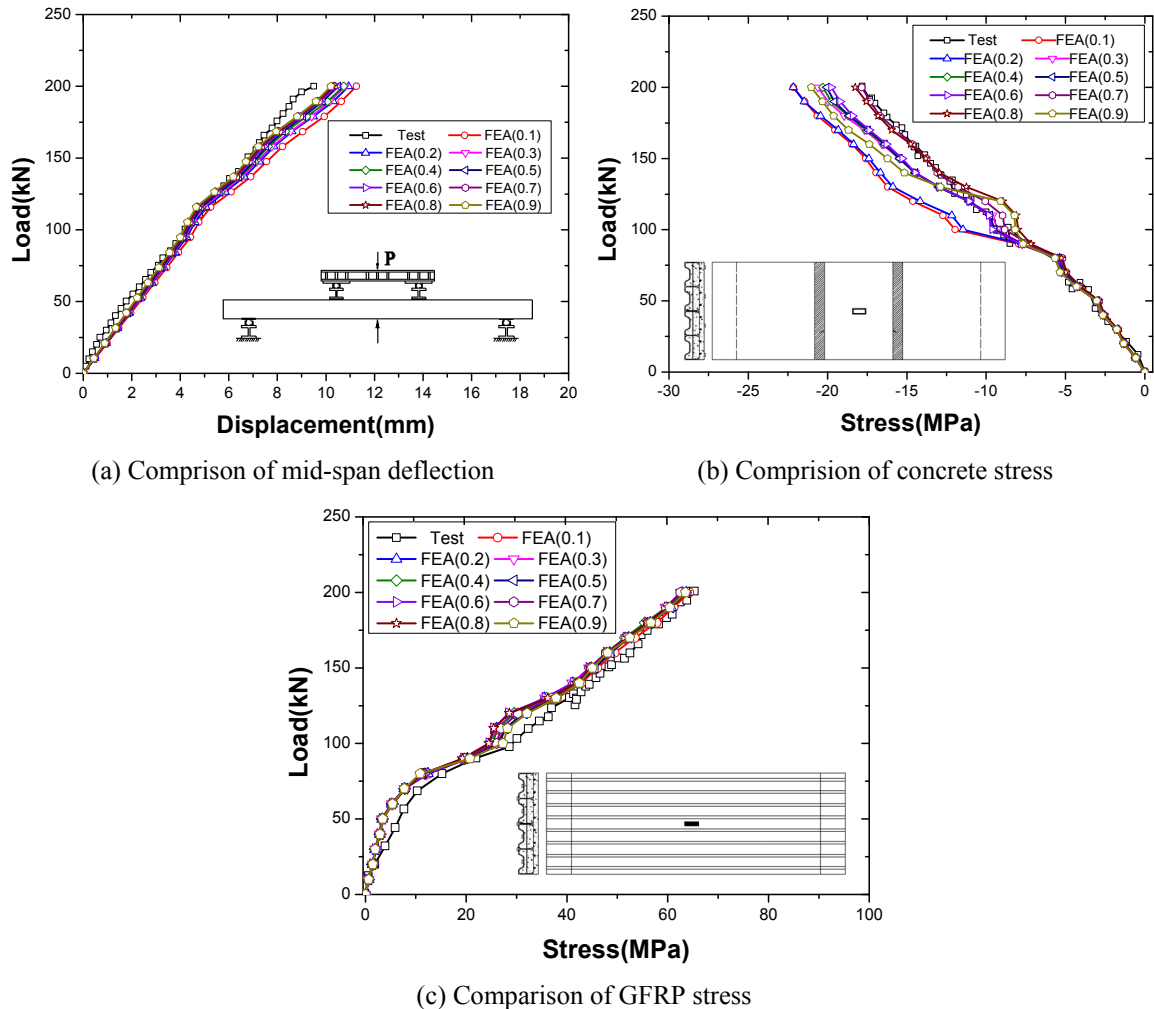 250
200
150
100
50
0
Load(kN)
Test FEA(0.1)
FEA(0.2) FEA(0.3)
FEA(0.4) FEA(0.5)
FEA(0.6) FEA(0.7)
FEA(0.8) FEA(0.9)
P
0 2 4 6 8 10 12 14 16 18 20
Displacement(mm)
(a) Comprison of mid-span deflection
250
200
150
100
50
0
Load(kN)
Test FEA(0.1)
FEA(0.2) FEA(0.3)
FEA(0.4) FEA(0.5)
FEA(0.6) FEA(0.7)
FEA(0.8) FEA(0.9)
-30 -25 -20 -15 -10 -5 0
Stress(MPa)
(b) Comprision of concrete stress
250
200
150
100
50
0
Load(kN)
Test FEA(0.1)
FEA(0.2) FEA(0.3)
FEA(0.4) FEA(0.5)
FEA(0.6) FEA(0.7)
FEA(0.8) FEA(0.9)
0 20 40 60 80 100
Stress(MPa)
(c) Comparison of GFRP stress